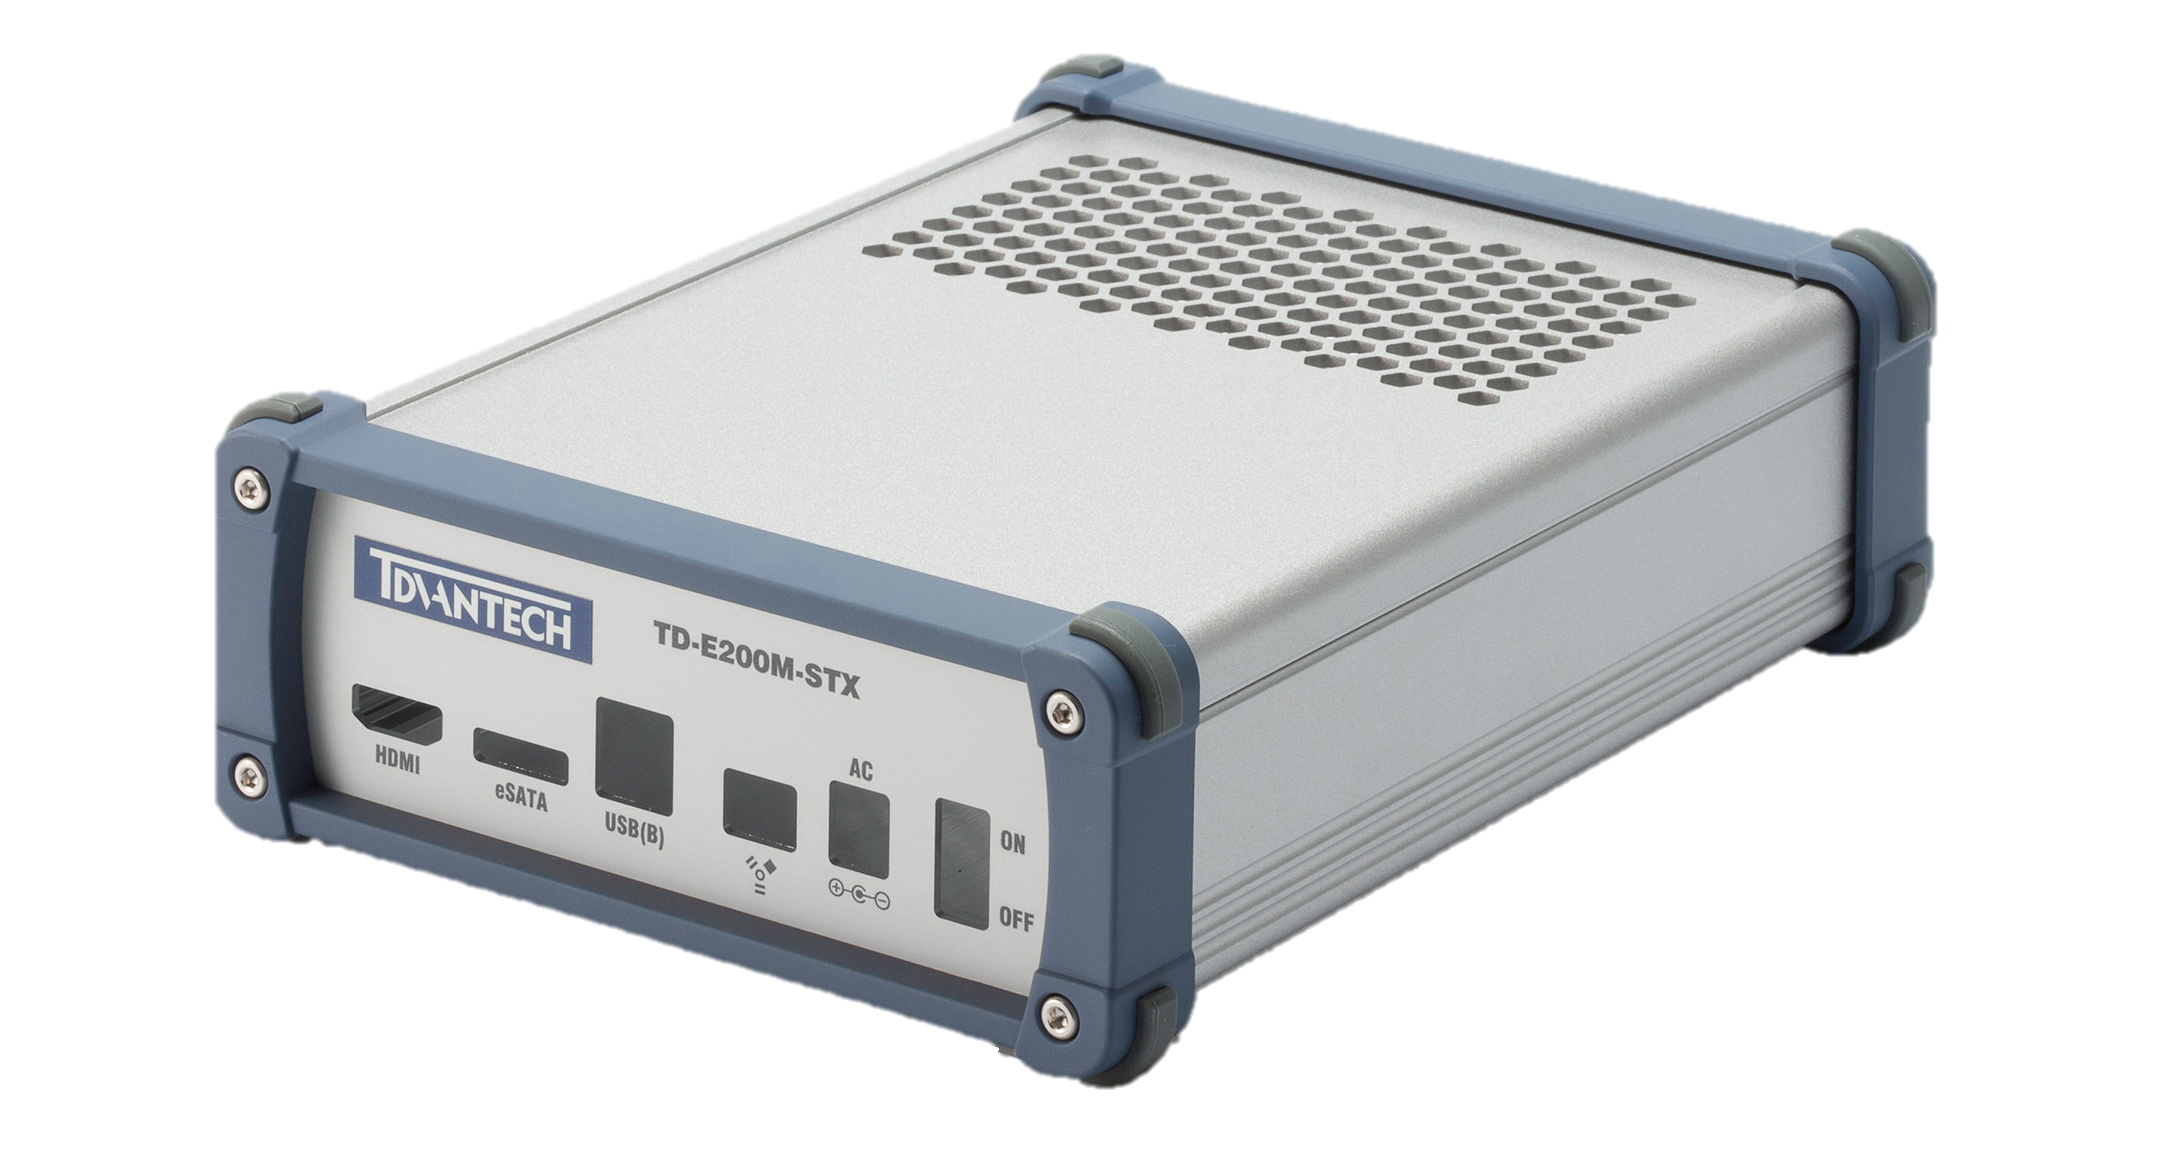 TDVANTECH
TD-E200M-STX
HDMI
eSATA
USB(B)
AC
ON
OFF